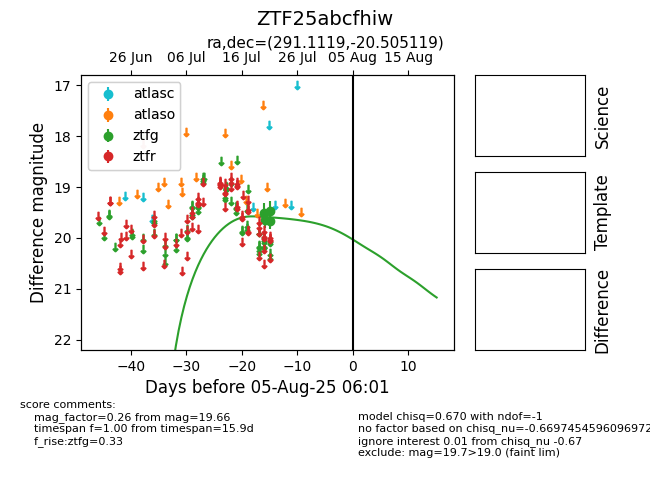 ZTF25abcfhiw
ra,dec=(291.1119,-20.505119)
26 Jun 06 Jul 16 Jul 26 Jul 05 Aug 15 Aug
17
18
19
20
21
22
Difference magnitude
atlasc
atlaso
ztfg
ztfr
−40 −30 −20 −10 0 10
Days before 05-Aug-25 06:01
Science
Template
Difference
score comments:
mag_factor=0.26 from mag=19.66
timespan f=1.00 from timespan=15.9d
f_rise:ztfg=0.33
model chisq=0.670 with ndof=-1
no factor based on chisq_nu=-0.6697454596096972
ignore interest 0.01 from chisq_nu -0.67
exclude: mag=19.7>19.0 (faint lim)